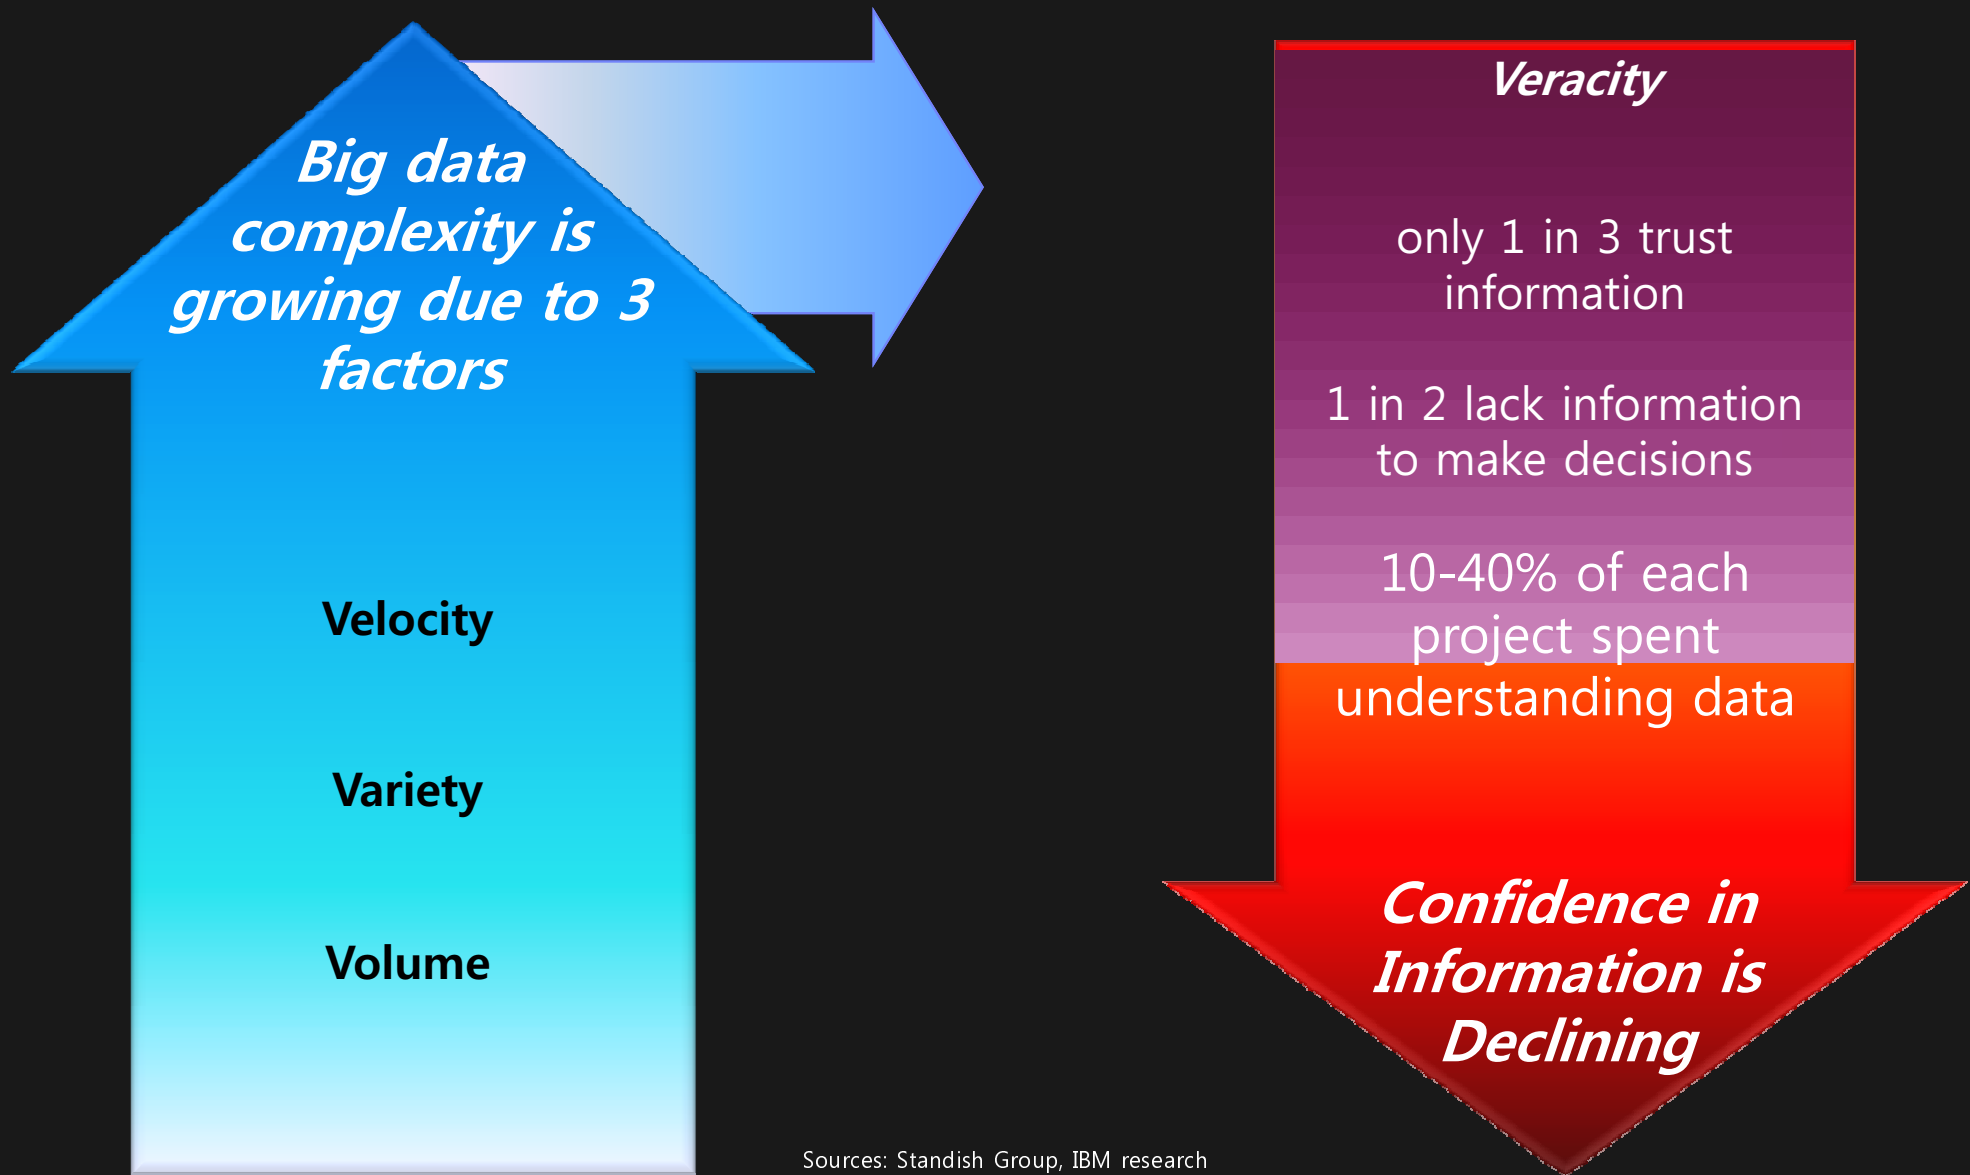 Big data
complexity is
growing due to 3
factors
Velocity
Variety
Volume
Veracity
only 1 in 3 trust
information
1 in 2 lack information
to make decisions
10-40% of each
project spent
understanding data
Confidence in
Information is
Declining
Sources: Standish Group, IBM research